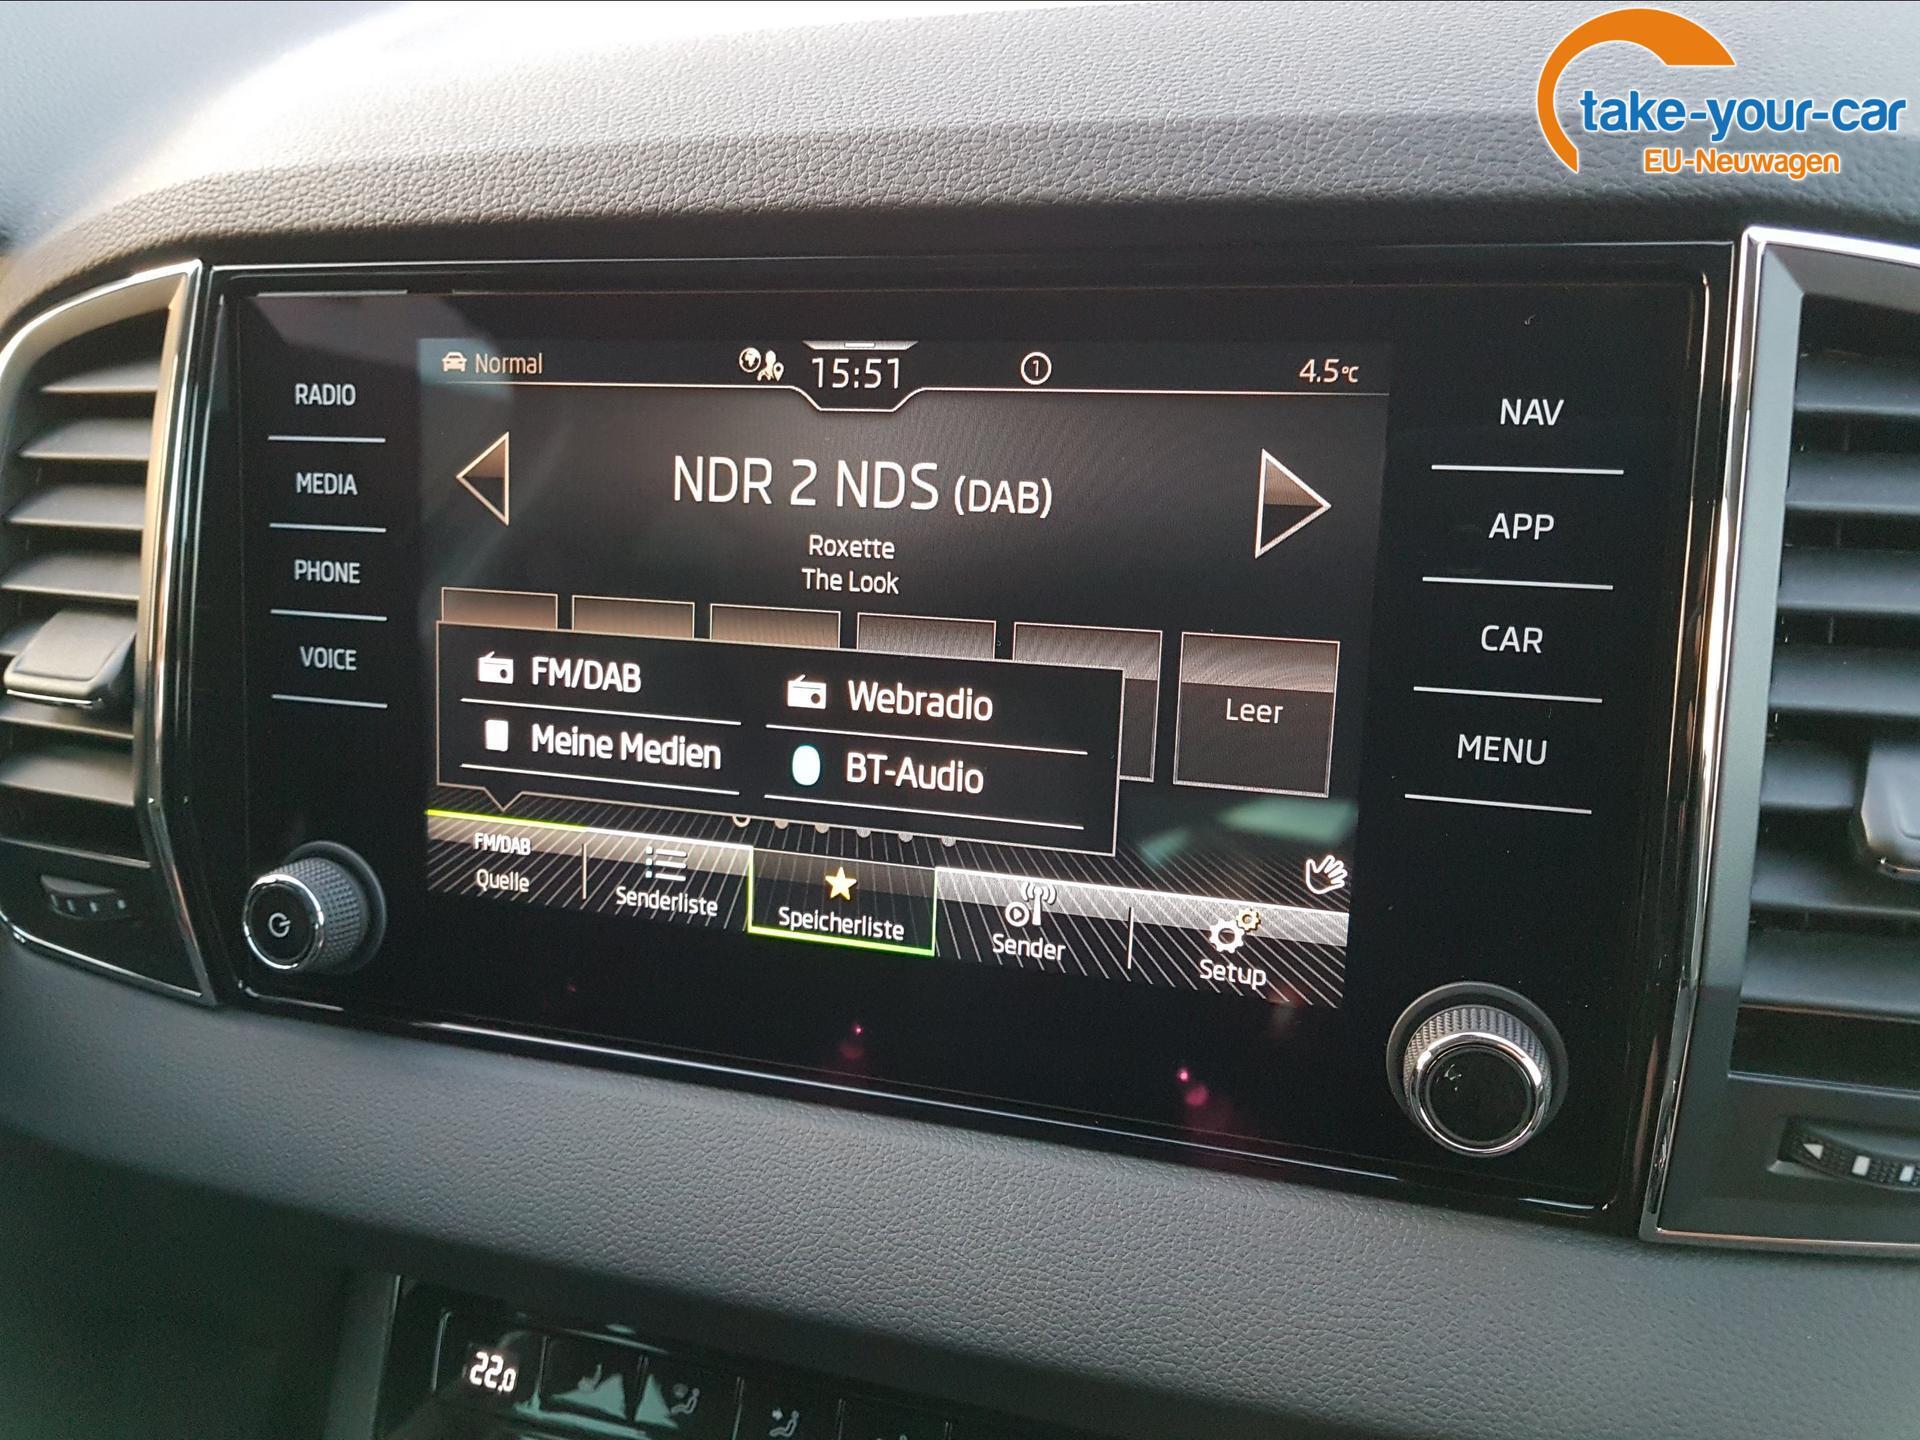 take-your-car
EU-Neuwagen
RADIO
MEDIA
PHONE
VOICE
Normal
15:51
1
4.5°C
NDR 2 NDS (DAB)
Roxette
The Look
FM/DAB
Webradio
Meine Medien
BT-Audio
Leer
FM/DAB
Quelle
Senderliste
Speicherliste
Sender
Setup
NAV
APP
CAR
MENU
22.0